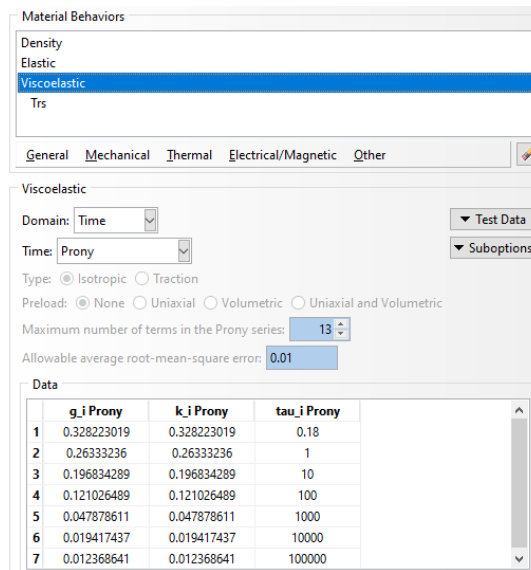 Material Behaviors
Density
Elastic
Viscoelastic
Trs
General Mechanical Thermal Electrical/Magnetic Other
Viscoelastic
Domain: Time
Test Data
Time: Prony
Suboptions
Type: Isotropic Traction
Preload: None Uniaxial Volumetric Uniaxial and Volumetric
Maximum number of terms in the Prony series: 13
Allowable average root-mean-square error: 0.01
Data
g_i Prony k_i Prony tau_i Prony
1 0.328223019 0.328223019 0.18
2 0.26333236 0.26333236 1
3 0.196834289 0.196834289 10
4 0.121026489 0.121026489 100
5 0.047878611 0.047878611 1000
6 0.019417437 0.019417437 10000
7 0.012368641 0.012368641 100000